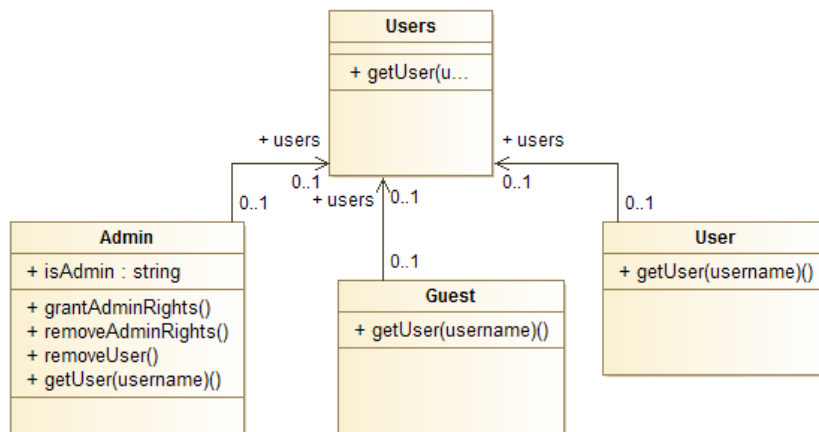 Users
+ getUser(u...
+ users
0..1
0..1
+ users
0..1
0..1
+ users
0..1
0..1
Admin
+ isAdmin : string
+ grantAdminRights()
+ removeAdminRights()
+ removeUser()
+ getUser(username)()
Guest
+ getUser(username)()
User
+ getUser(username)()